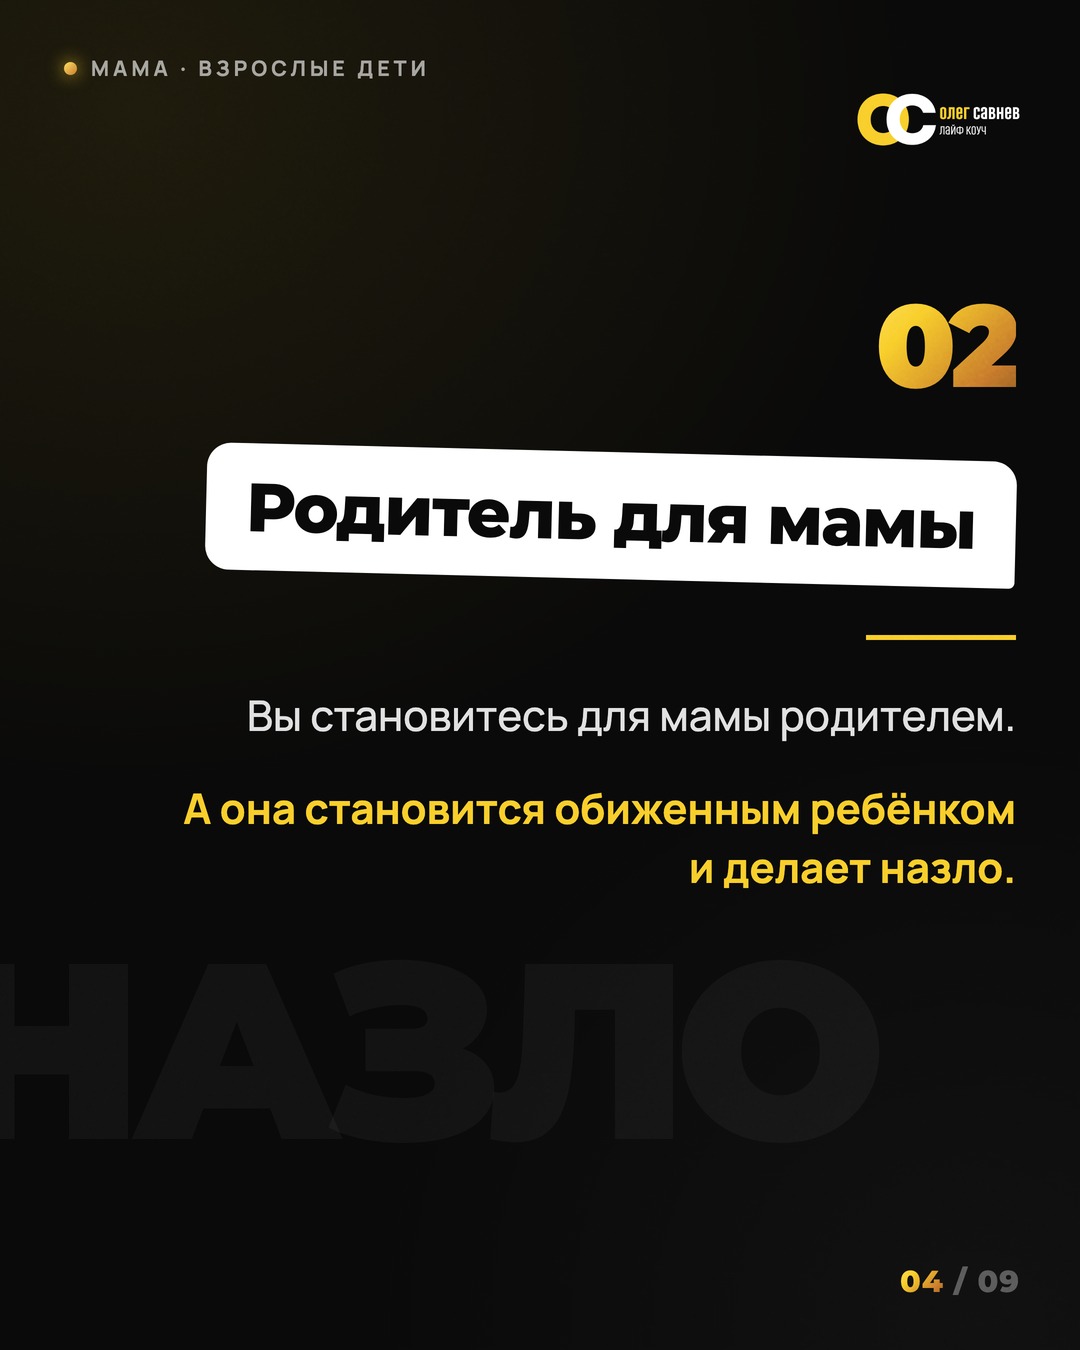 МАМА · ВЗРОСЛЫЕ ДЕТИ
ОС олег савнев
ЛАЙФ КОУЧ
02
Родитель для мамы
Вы становитесь для мамы родителем.
А она становится обиженным ребёнком
и делает назло.
НАЗЛО
04 / 09